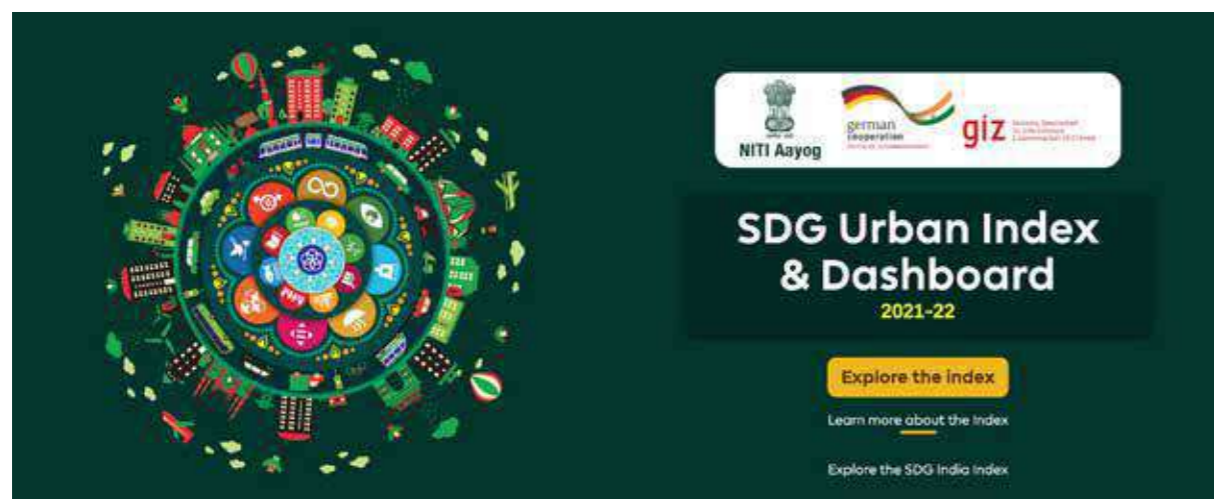 NITI Aayog
german
cooperation
giz
SDG Urban Index
& Dashboard
2021-22
Explore the index
Learn more about the Index
Explore the SDG India Index